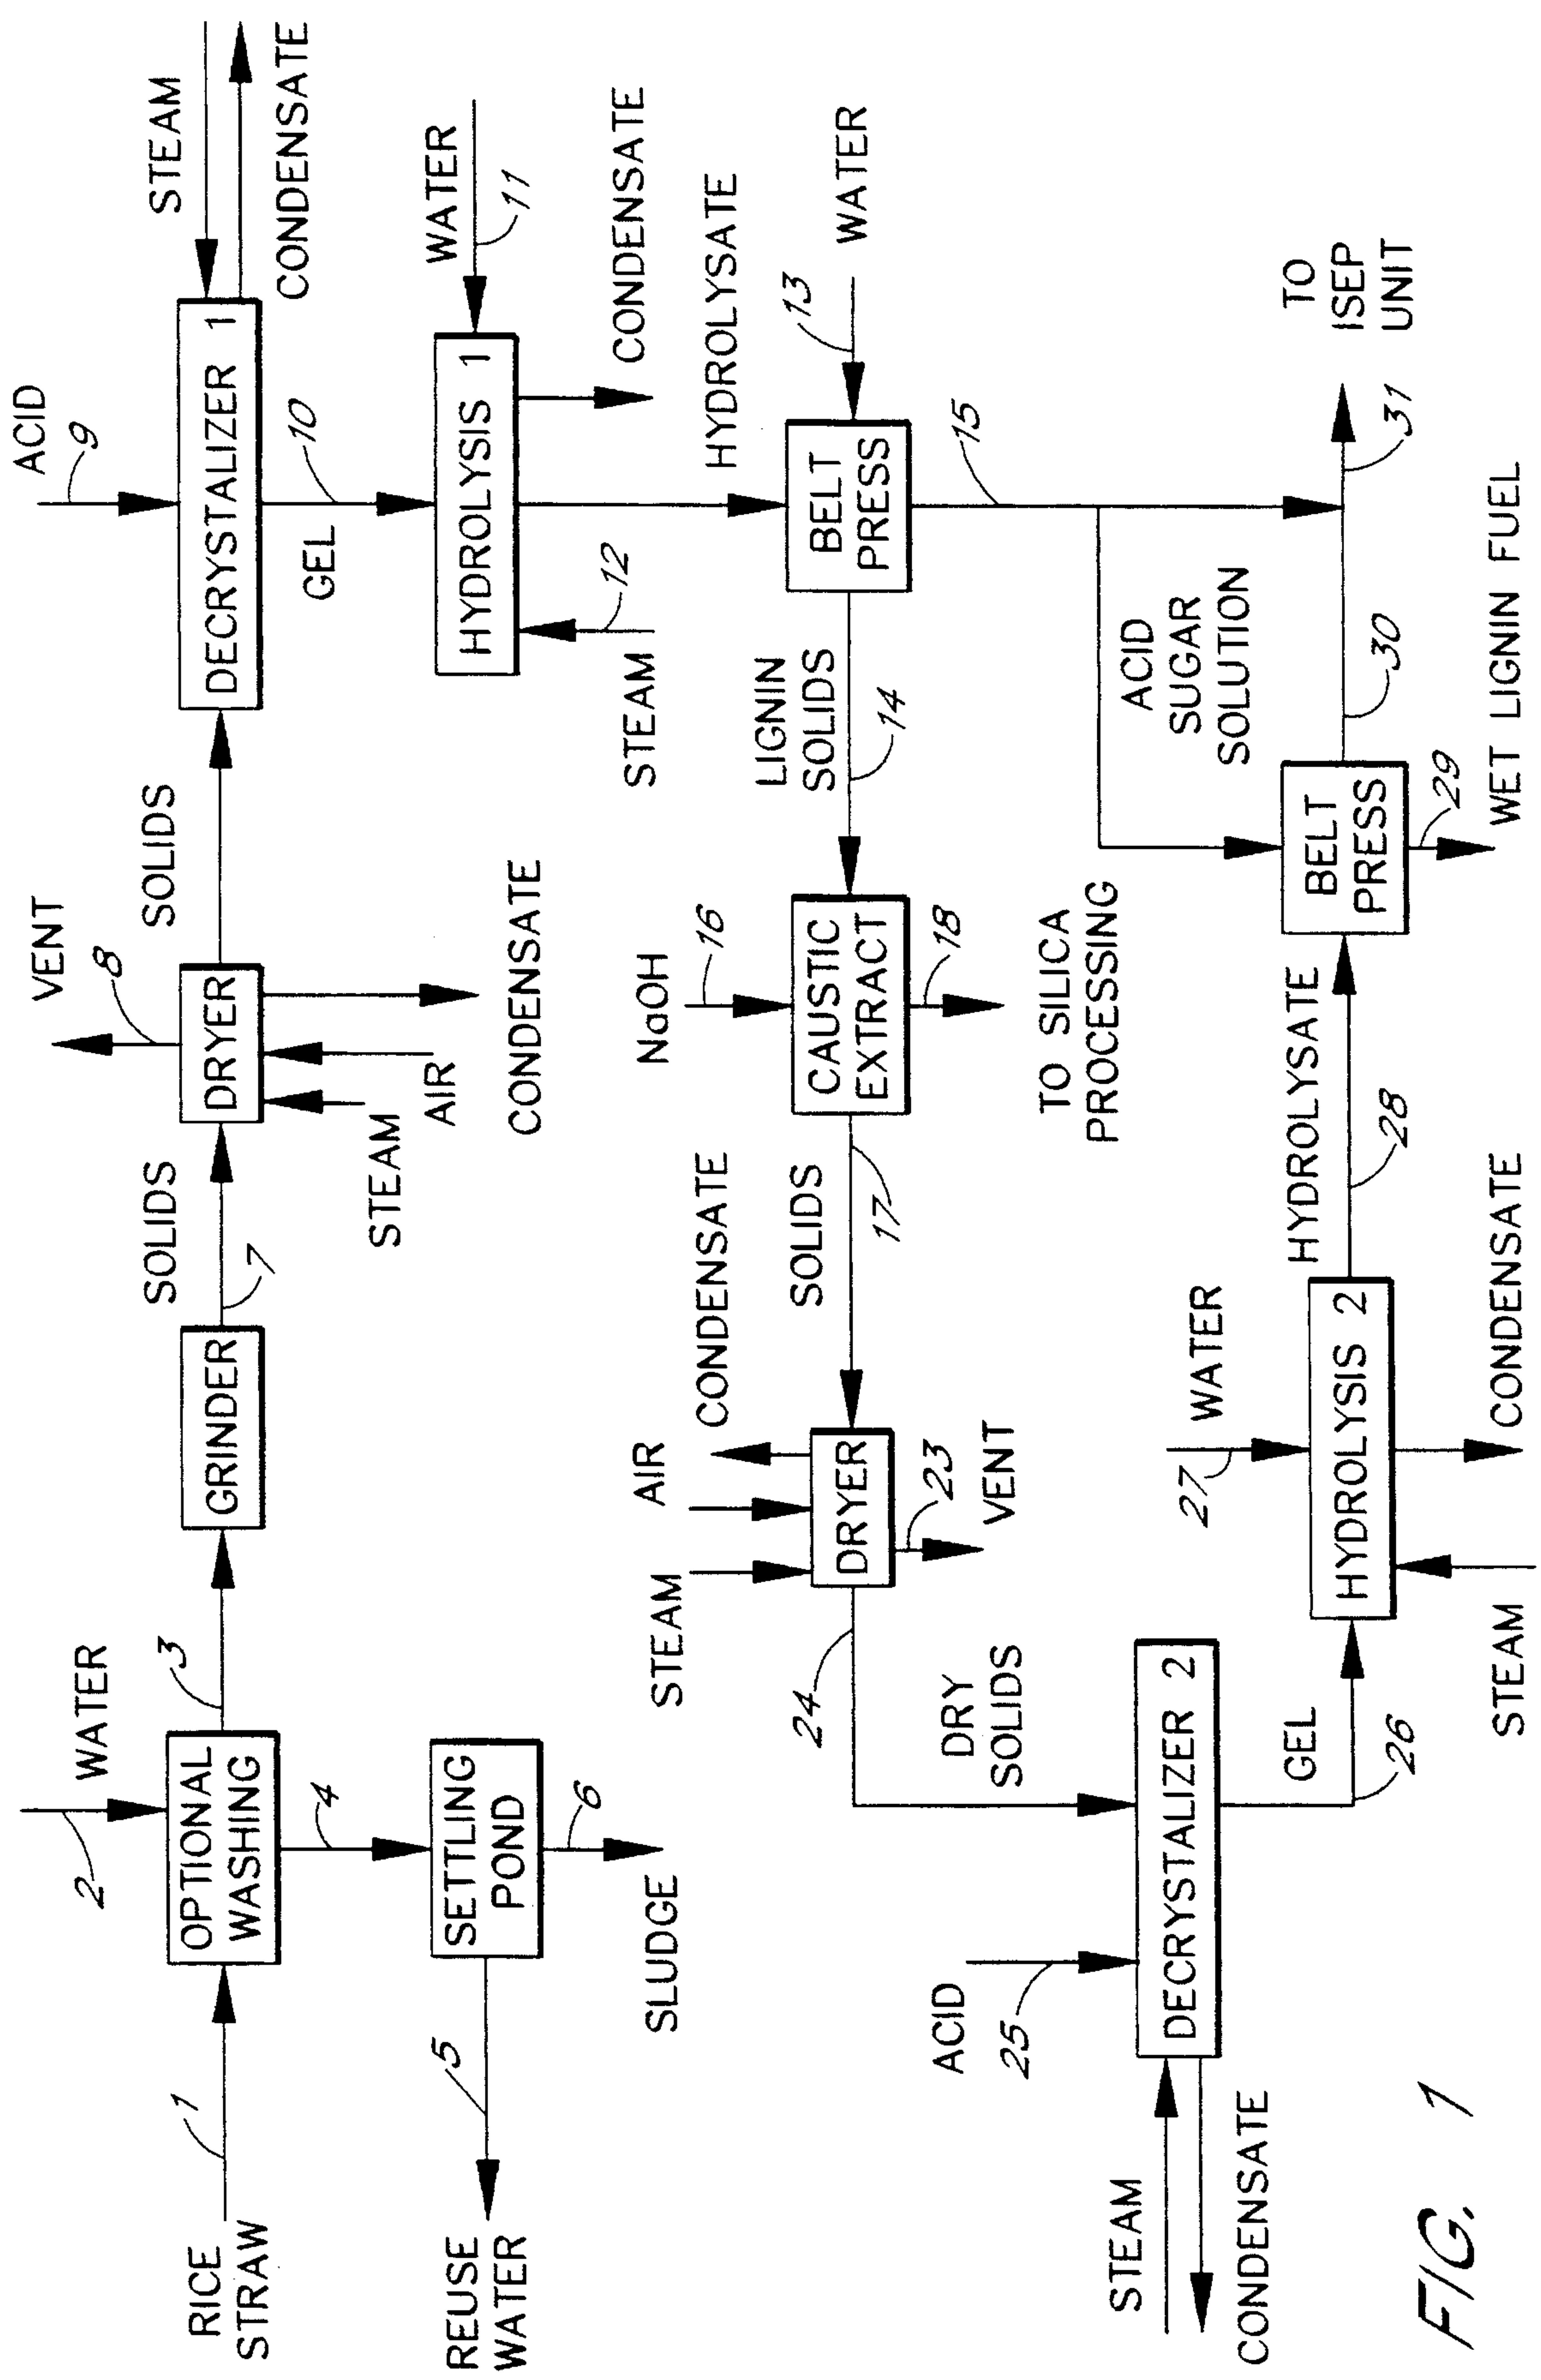 WATER
2
3
RICE
STRAW
1
OPTIONAL
WASHING
4
SETTLING
POND
5
REUSE
WATER
6
SLUDGE
GRINDER
SOLIDS
7
VENT
8
DRYER
STEAM
AIR
CONDENSATE
SOLIDS
ACID
9
STEAM
DECRYSTALIZER 1
CONDENSATE
10
GEL
WATER
11
HYDROLYSIS 1
12
STEAM
CONDENSATE
HYDROLYSATE
WATER
13
BELT
PRESS
15
LIGNIN
SOLIDS
14
NaOH
16
CAUSTIC
EXTRACT
18
TO SILICA
PROCESSING
SOLIDS
17
CONDENSATE
AIR
STEAM
DRYER
23
VENT
24
DRY
SOLIDS
ACID
25
STEAM
DECRYSTALIZER 2
CONDENSATE
GEL
26
WATER
27
HYDROLYSIS 2
STEAM
CONDENSATE
HYDROLYSATE
28
ACID
SUGAR
SOLUTION
BELT
PRESS
29
WET LIGNIN FUEL
30
31
TO
ISEP
UNIT
FIG. 1